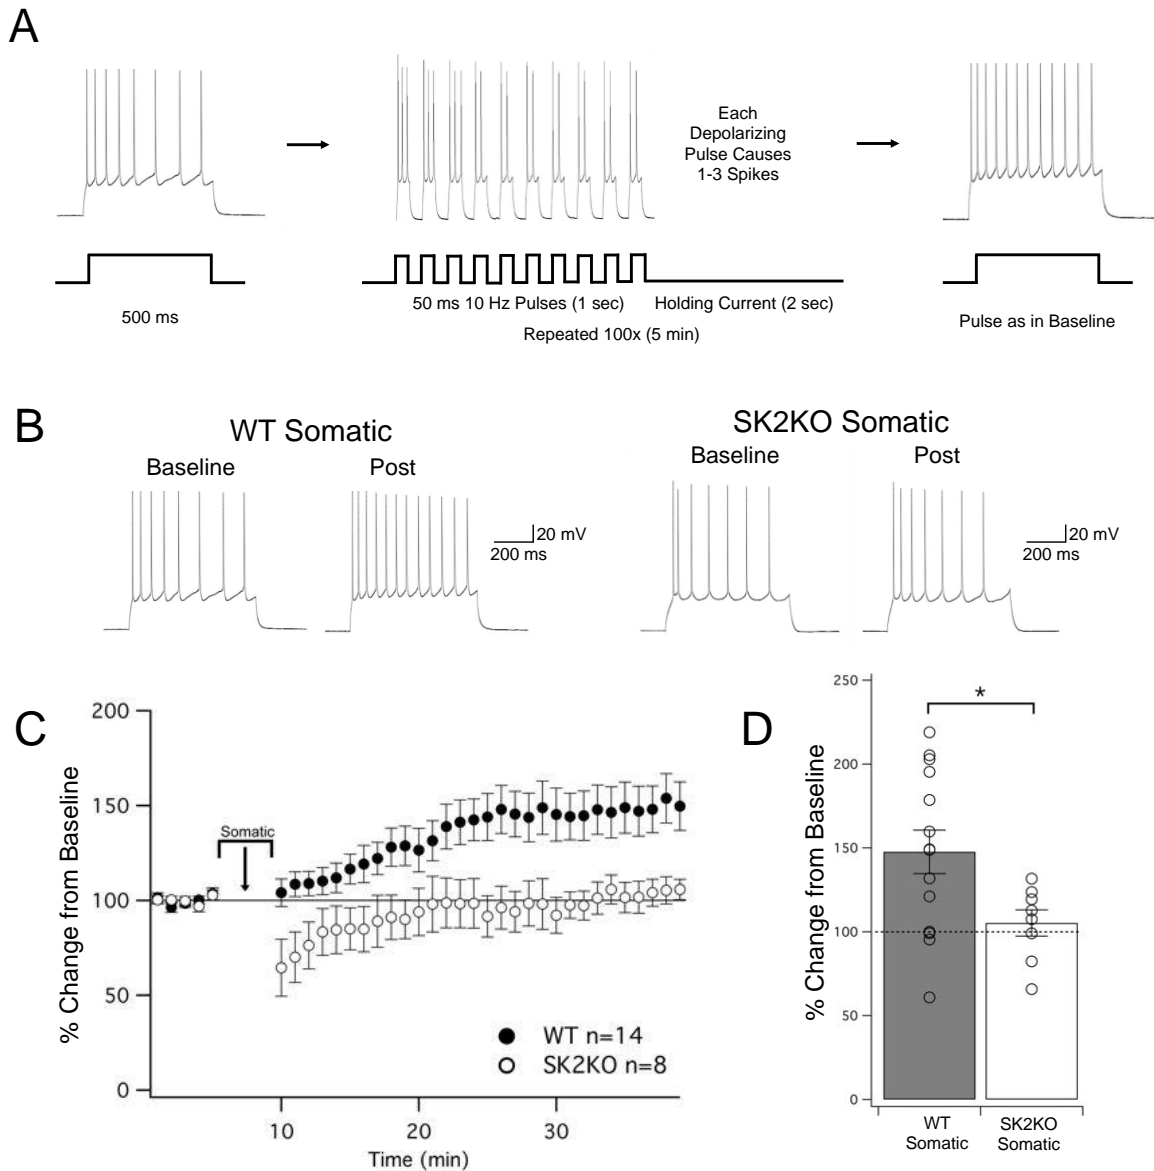 A
Each
Depolarizing
Pulse Causes
1-3 Spikes
500 ms
50 ms 10 Hz Pulses (1 sec)
Holding Current (2 sec)
Repeated 100x (5 min)
Pulse as in Baseline
B
WT Somatic
SK2KO Somatic
Baseline
Post
Baseline
Post
20 mV
200 ms
20 mV
200 ms
C
% Change from Baseline
200
150
100
50
0
Somatic
WT n=14
SK2KO n=8
10
20
30
Time (min)
D
% Change from Baseline
250
200
150
100
50
0
*
WT
Somatic
SK2KO
Somatic